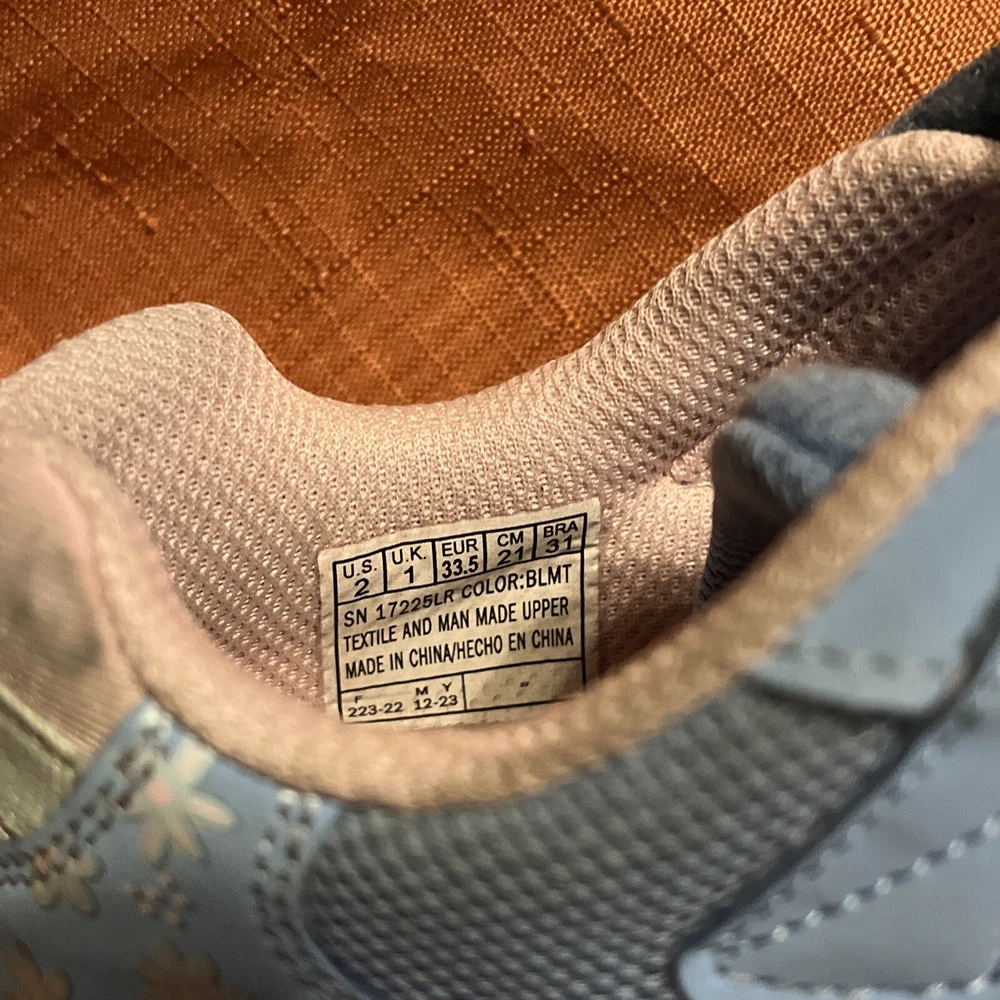 U.S. U.K. EUR CM BRA
2 1 33.5 21 31
SN 17225LR COLOR:BLMT
TEXTILE AND MAN MADE UPPER
MADE IN CHINA/HECHO EN CHINA
F M Y
223-22 12-23